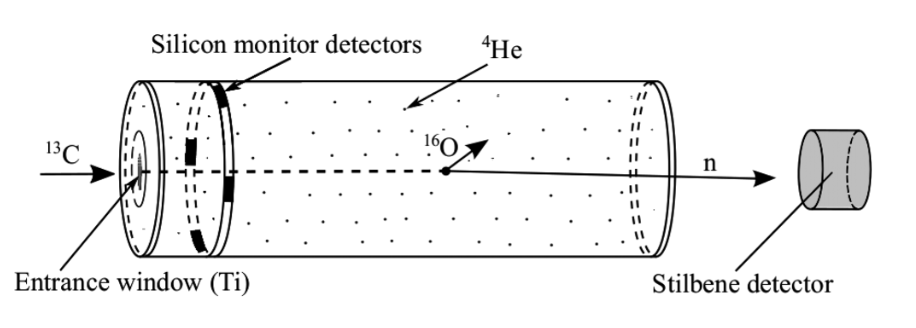 Silicon monitor detectors
⁴He
¹³C
¹⁶O
n
Entrance window (Ti)
Stilbene detector